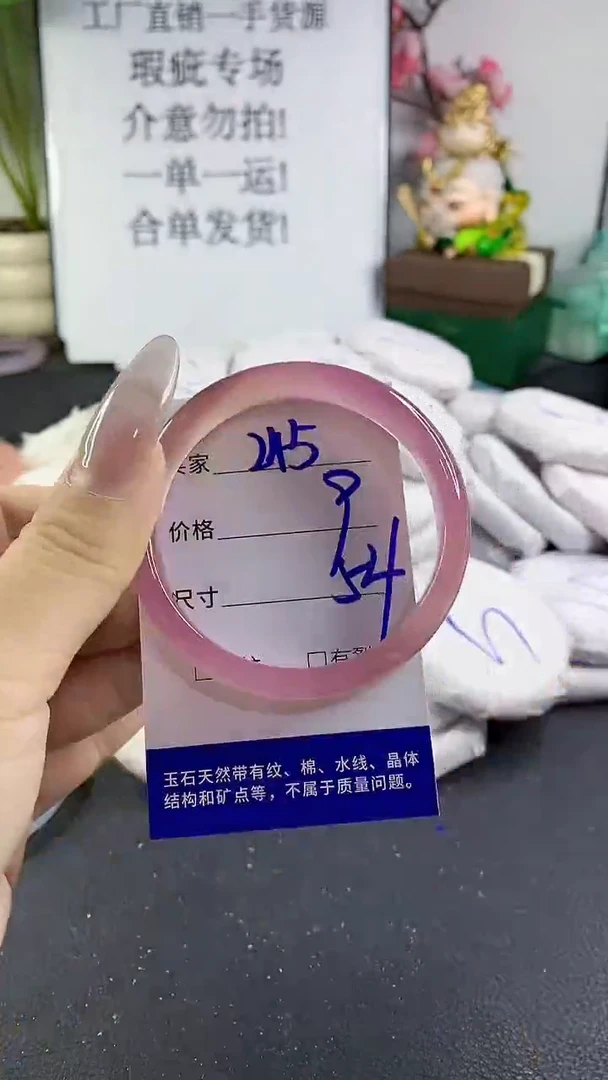 工厂直销一手货源
瑕疵专场
介意勿拍!
一单一运!
合单发货!
家 245
价格 9
尺寸 54
玉石天然带有纹、棉、水线、晶体
结构和矿点等，不属于质量问题。